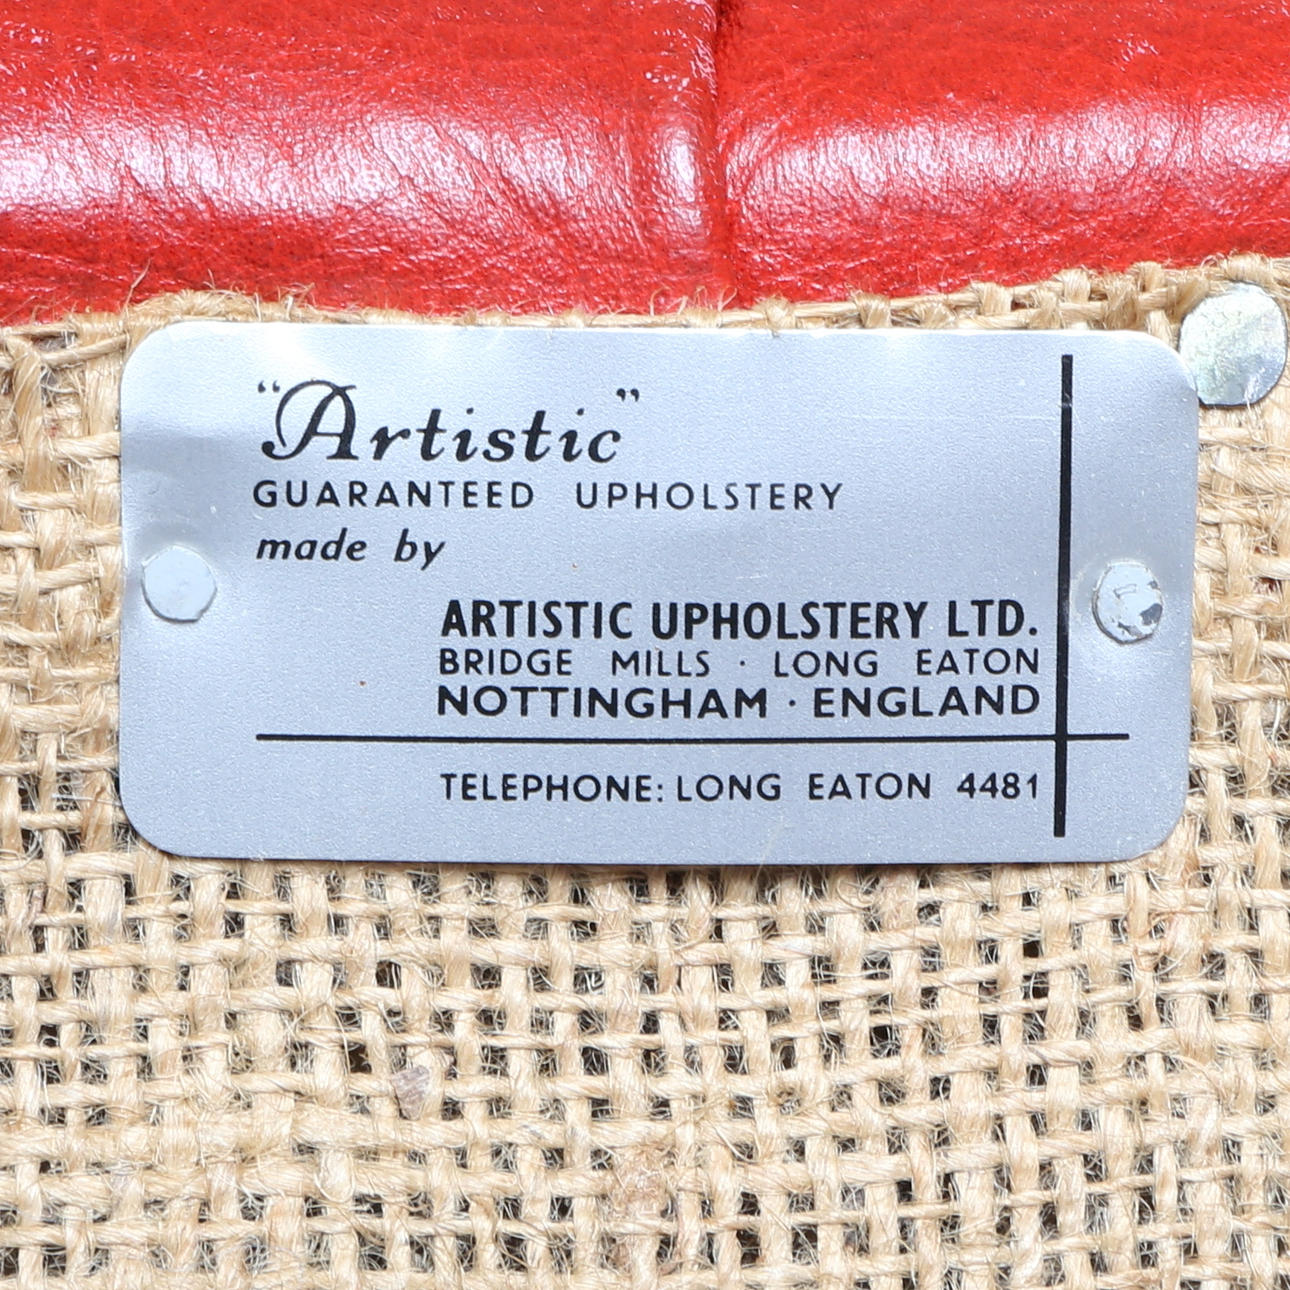 “Artistic”
GUARANTEED UPHOLSTERY
made by
ARTISTIC UPHOLSTERY LTD.
BRIDGE MILLS · LONG EATON
NOTTINGHAM · ENGLAND
TELEPHONE: LONG EATON 4481